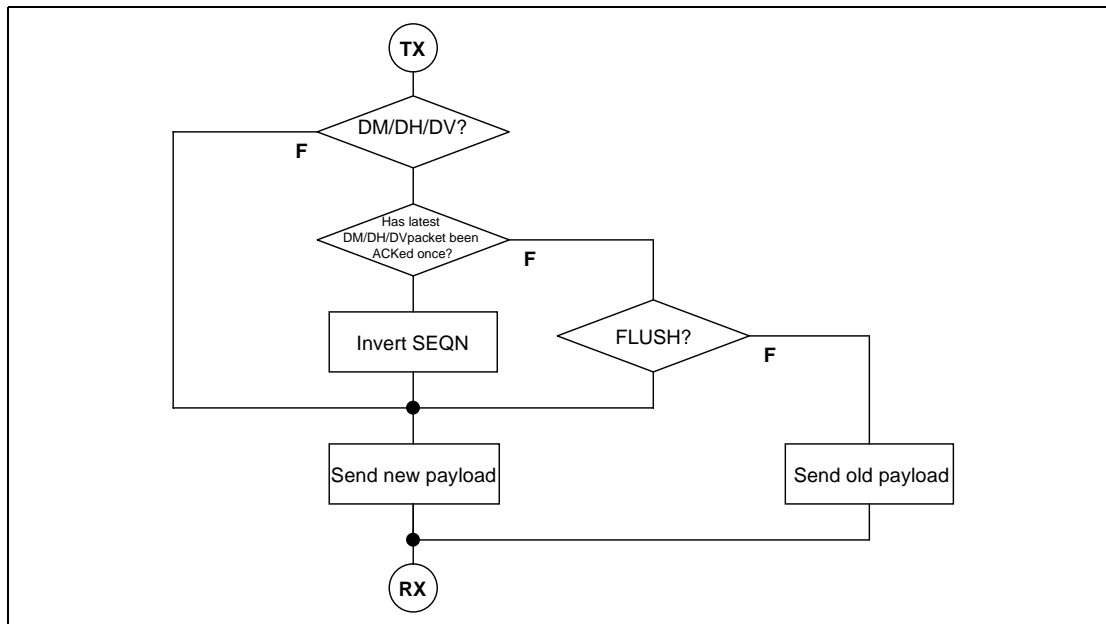 TX
DM/DH/DV?
F
Has latest
DM/DH/DVpacket been
ACKed once?
F
Invert SEQN
FLUSH?
F
Send new payload
Send old payload
RX